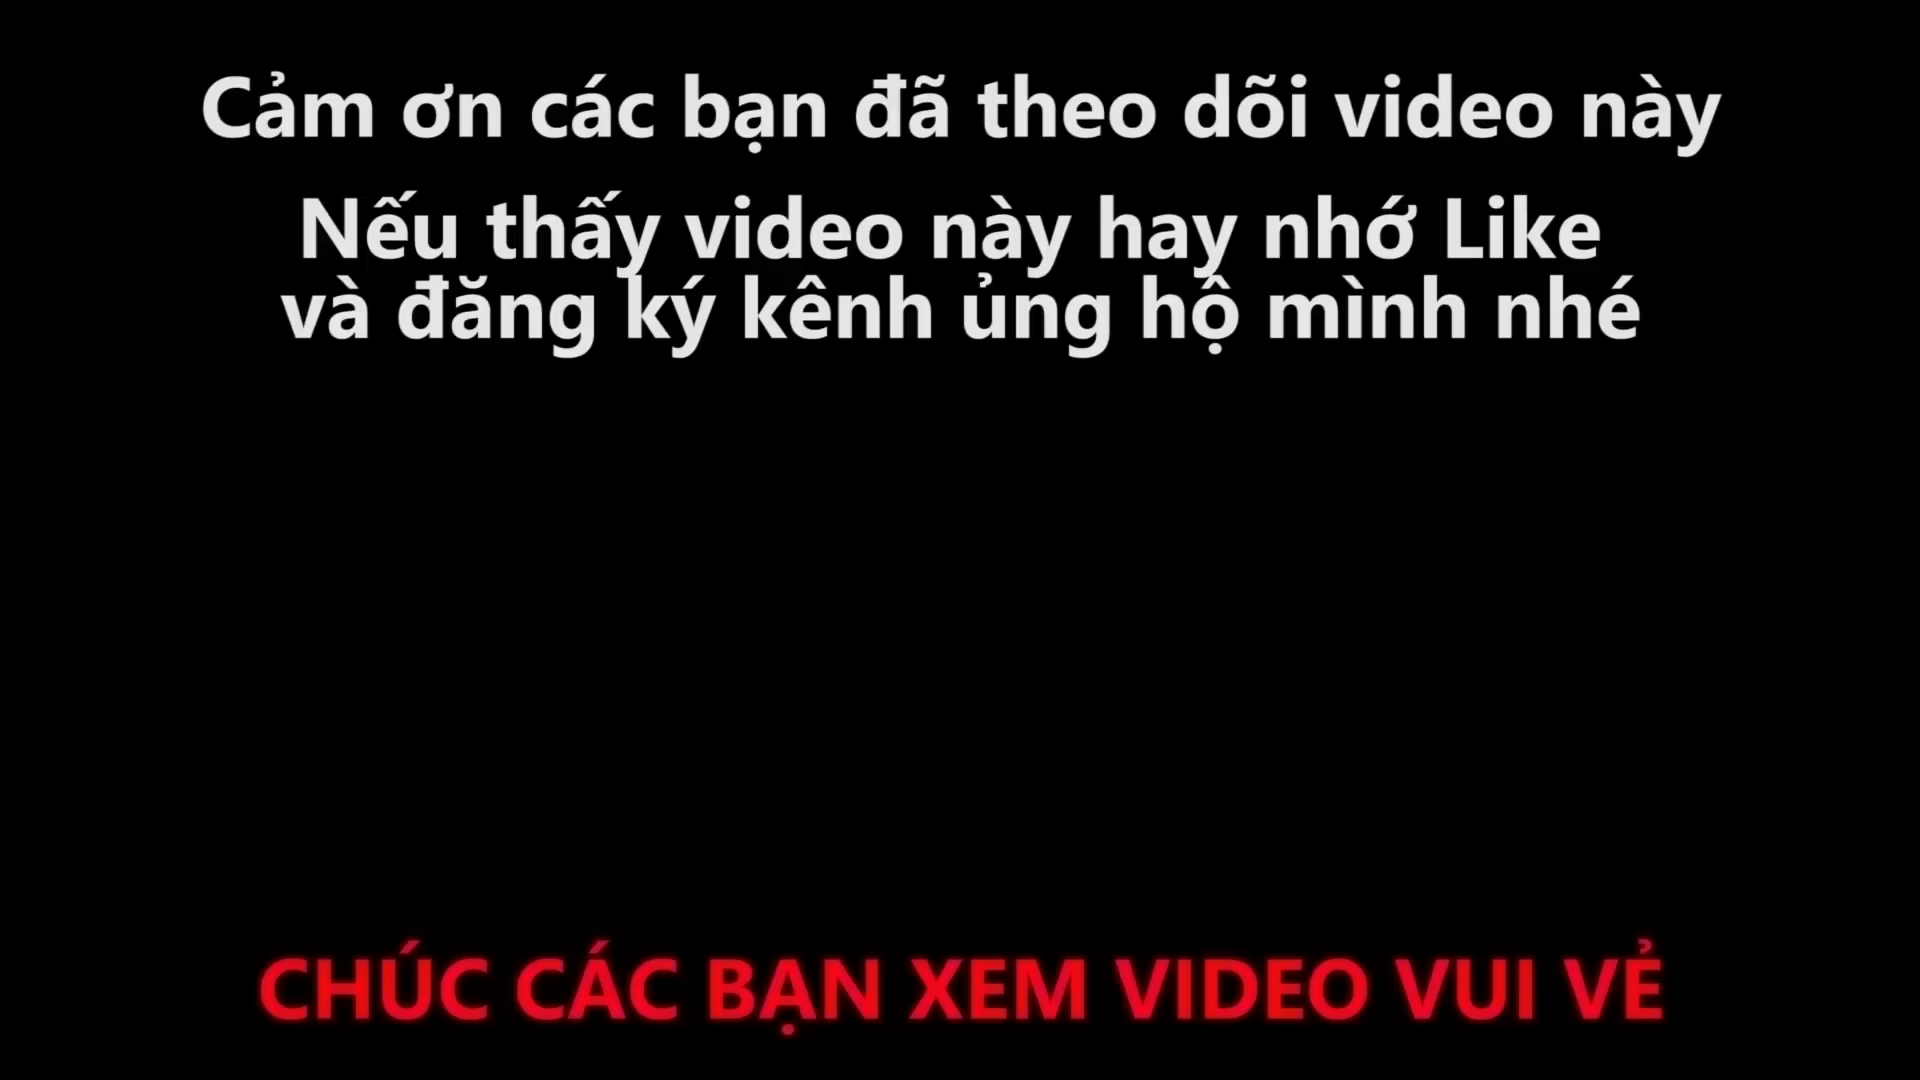 Cảm ơn các bạn đã theo dõi video này
Nếu thấy video này hay nhớ Like
và đăng ký kênh ủng hộ mình nhé
CHÚC CÁC BẠN XEM VIDEO VUI VẺ